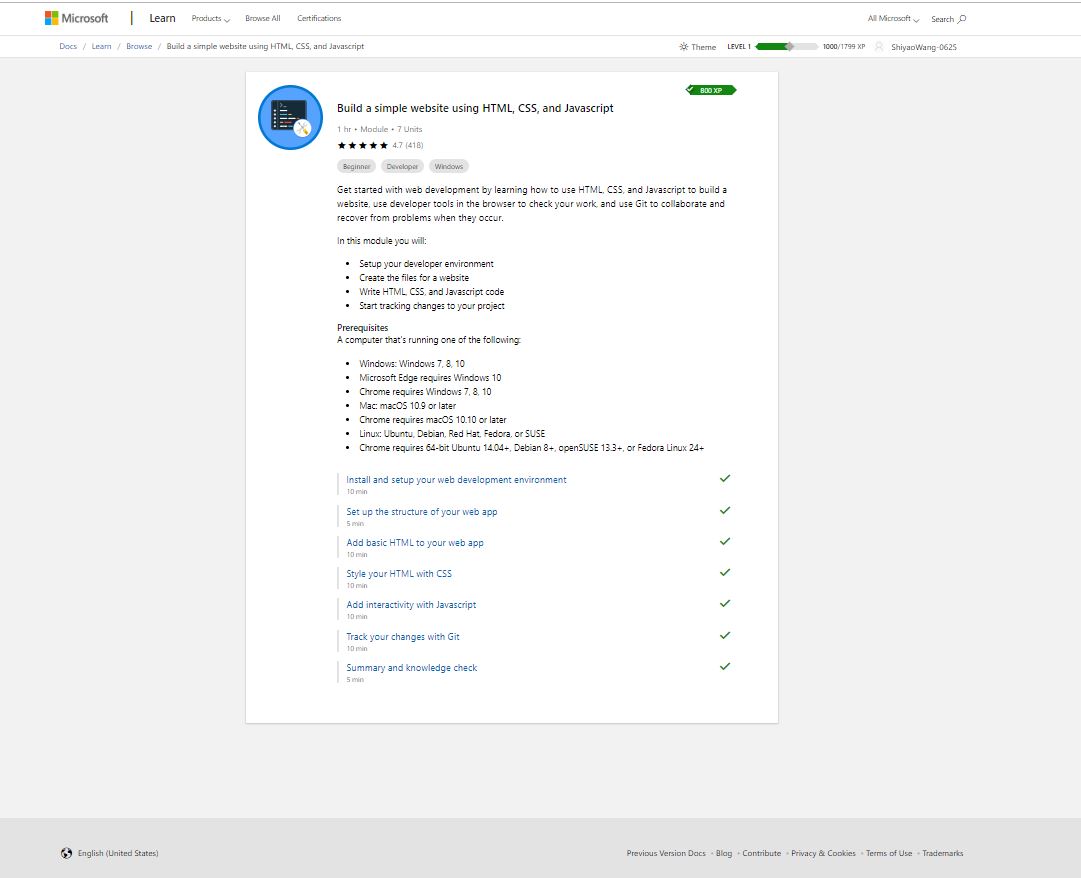 Microsoft | Learn Products Browse All Certifications All Microsoft Search
Docs / Learn / Browse / Build a simple website using HTML, CSS, and Javascript Theme LEVEL 1 1000/1799 XP ShiyaoWang-0625
800 XP
Build a simple website using HTML, CSS, and Javascript
1 hr • Module • 7 Units
★★★★★ 4.7 (418)
Beginner Developer Windows
Get started with web development by learning how to use HTML, CSS, and Javascript to build a
website, use developer tools in the browser to check your work, and use Git to collaborate and
recover from problems when they occur.
In this module you will:
• Setup your developer environment
• Create the files for a website
• Write HTML, CSS, and Javascript code
• Start tracking changes to your project
Prerequisites
A computer that's running one of the following:
• Windows: Windows 7, 8, 10
• Microsoft Edge requires Windows 10
• Chrome requires Windows 7, 8, 10
• Mac: macOS 10.9 or later
• Chrome requires macOS 10.10 or later
• Linux: Ubuntu, Debian, Red Hat, Fedora, or SUSE
• Chrome requires 64-bit Ubuntu 14.04+, Debian 8+, openSUSE 13.3+, or Fedora Linux 24+
Install and setup your web development environment
10 min
Set up the structure of your web app
5 min
Add basic HTML to your web app
10 min
Style your HTML with CSS
10 min
Add interactivity with Javascript
10 min
Track your changes with Git
10 min
Summary and knowledge check
5 min
English (United States) Previous Version Docs • Blog • Contribute • Privacy & Cookies • Terms of Use • Trademarks